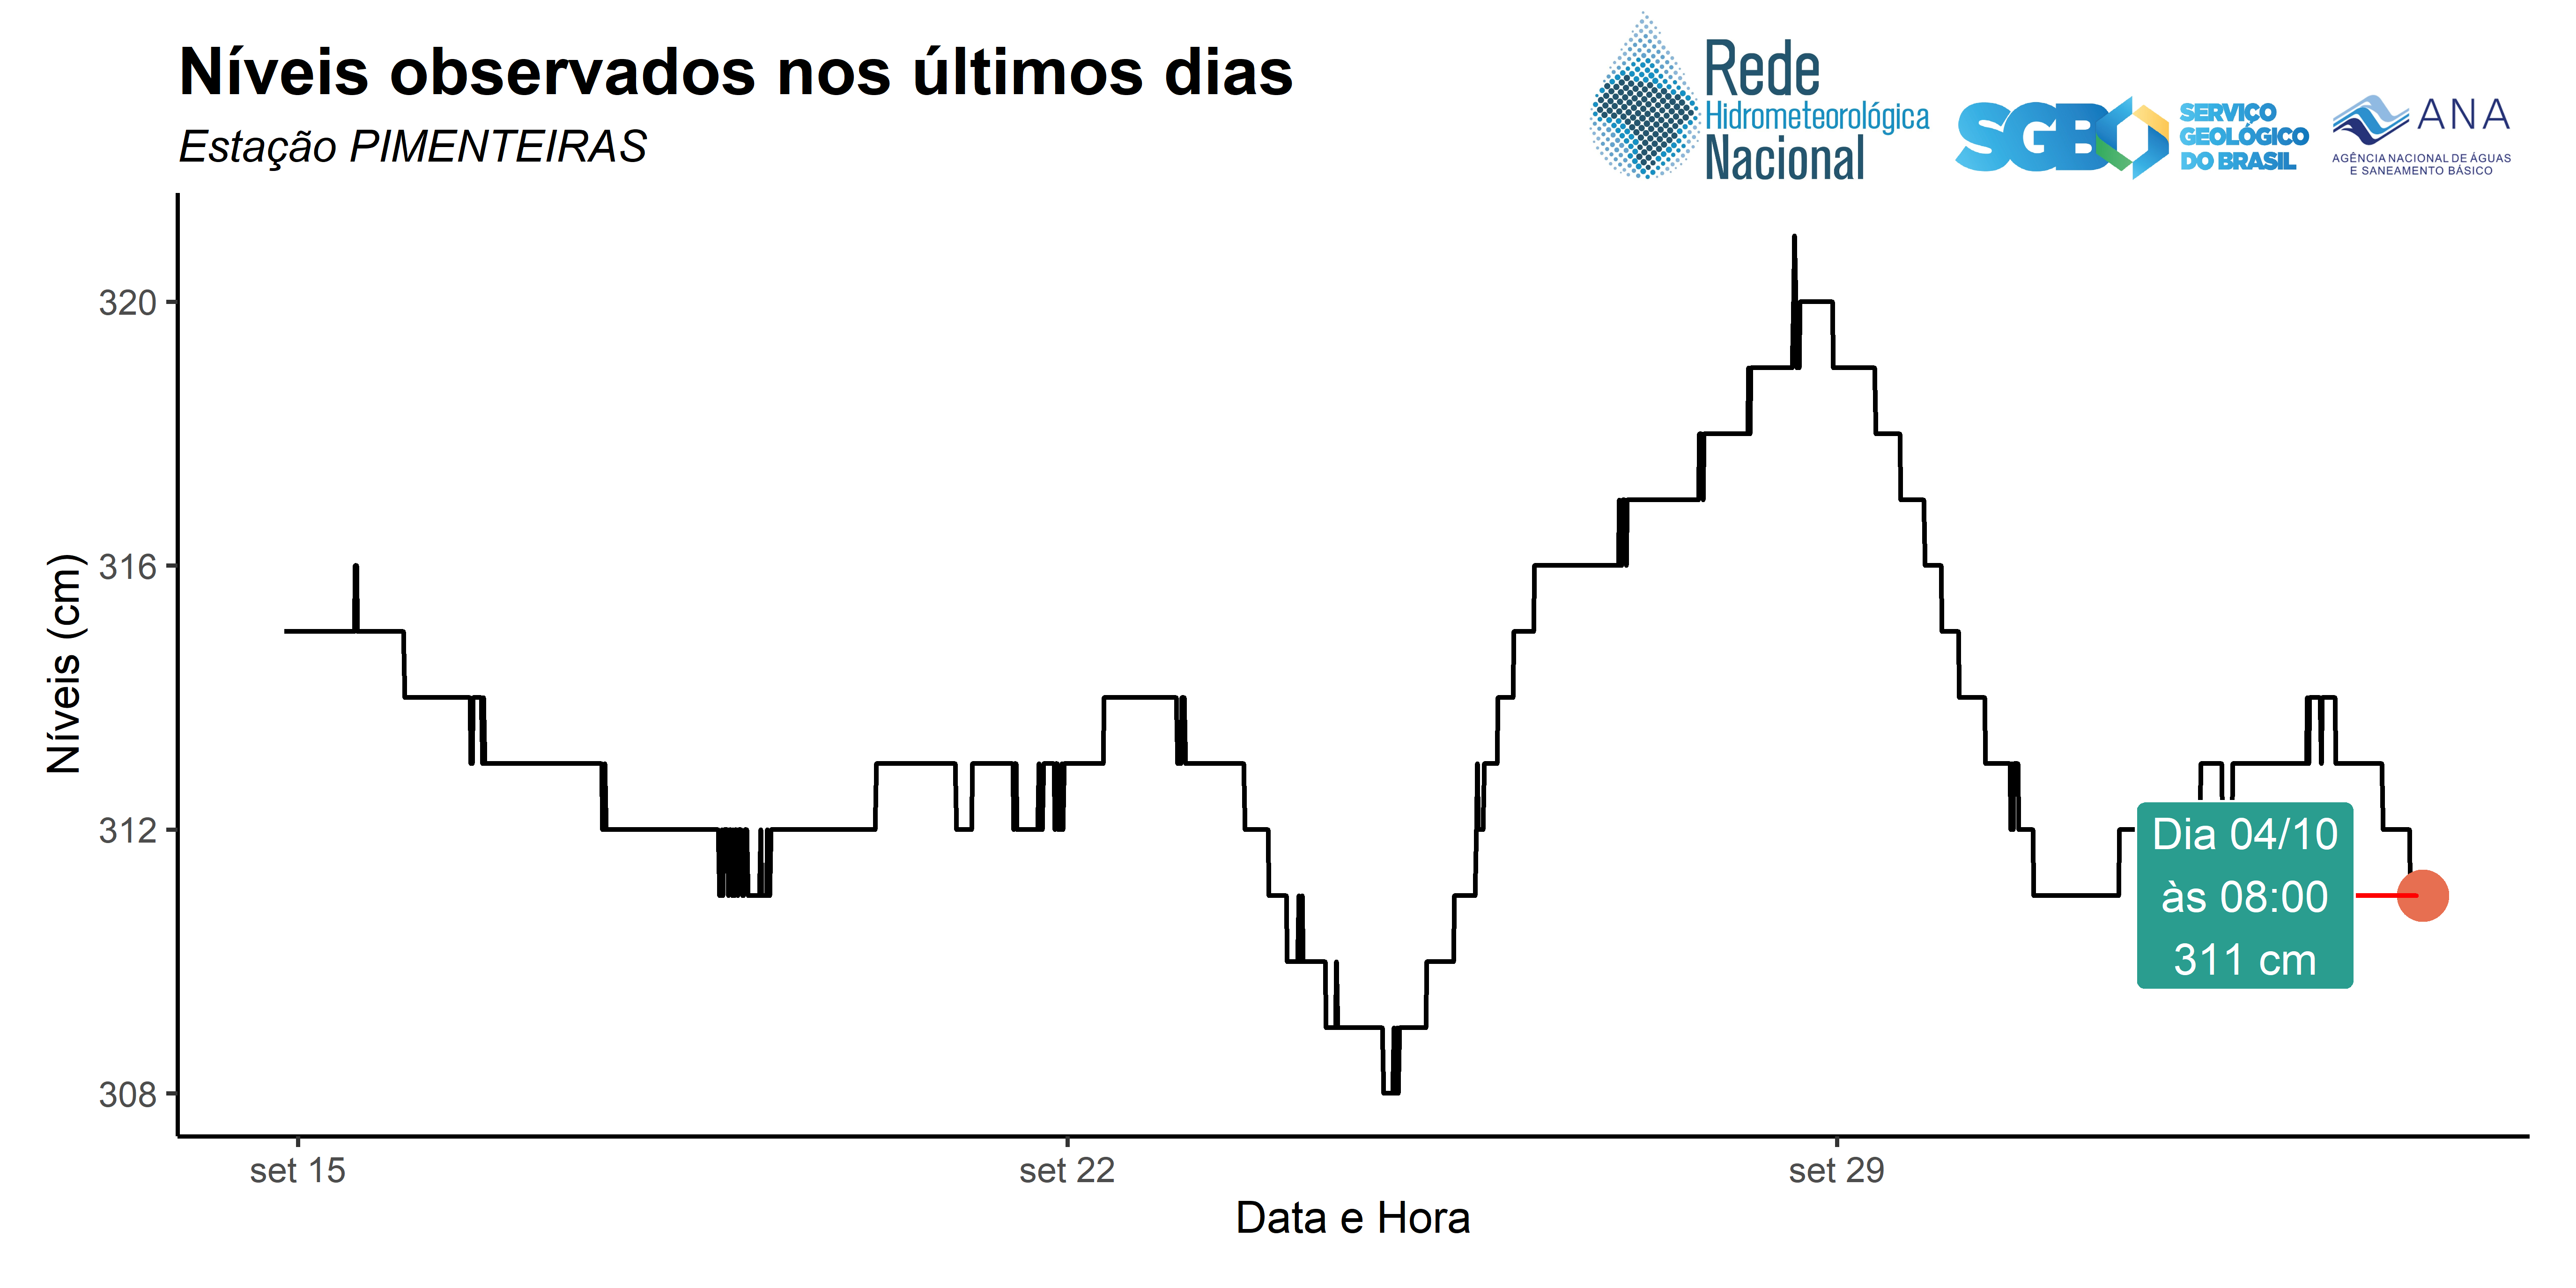 Níveis observados nos últimos dias
Estação PIMENTEIRAS
Rede
Hidrometeorológica
Nacional
SGB
SERVIÇO
GEOLÓGICO
DO BRASIL
ANA
AGÊNCIA NACIONAL DE ÁGUAS
E SANEAMENTO BÁSICO
Níveis (cm)
320
316
312
308
Dia 04/10
às 08:00
311 cm
set 15
set 22
set 29
Data e Hora